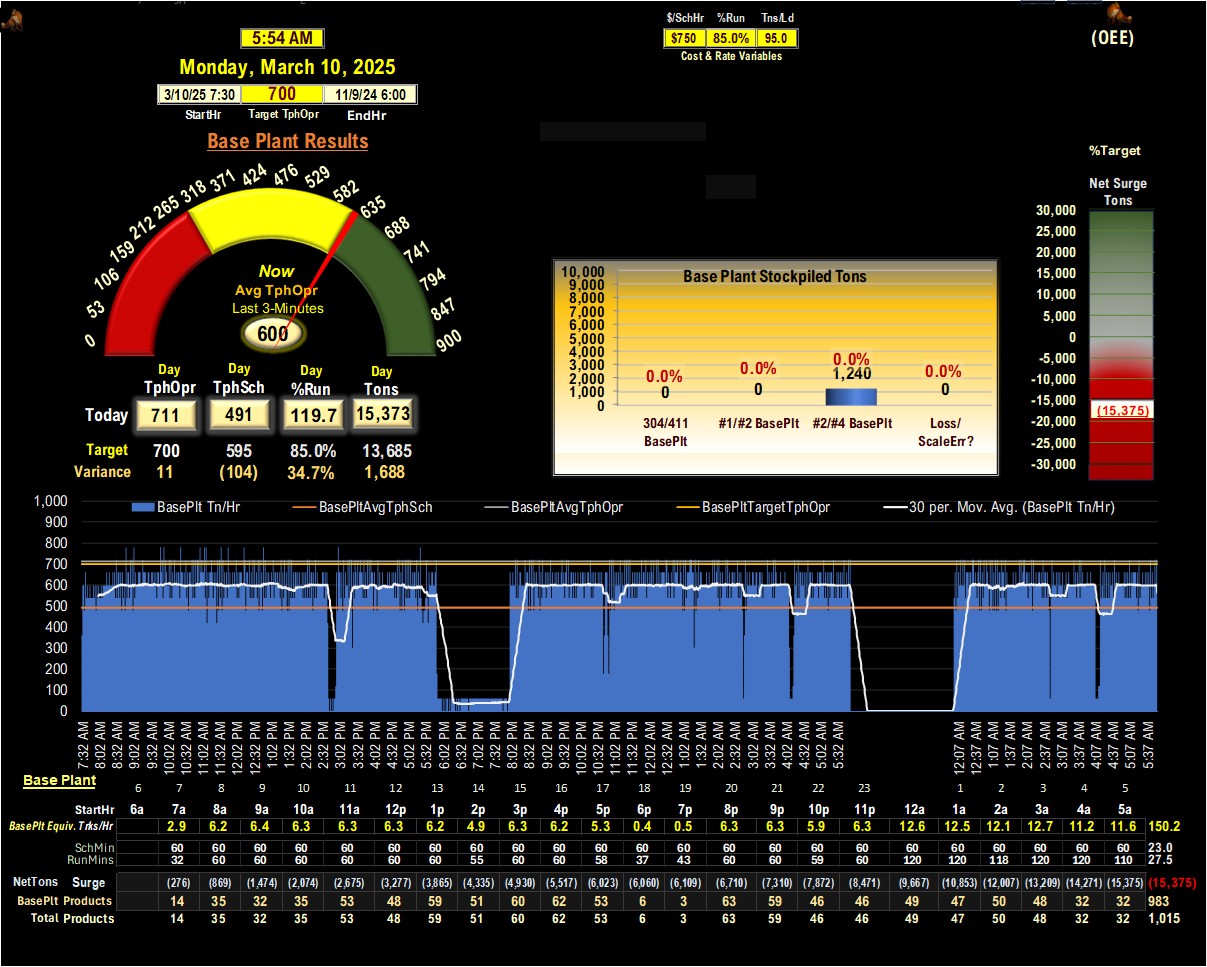 $/SchHr %Run Tns/Ld
5:54 AM
$750 85.0% 95.0
(OEE)
Cost & Rate Variables
Monday, March 10, 2025
3/10/25 7:30 700 11/9/24 6:00
StartHr Target TphOpr EndHr
Base Plant Results
%Target
Net Surge
Tons
0 53 106 159 212 265 318 371 424 476 529 582 635 688 741 794 847 900
Now
Avg TphOpr
Last 3-Minutes
600
30,000
25,000
20,000
15,000
10,000
5,000
0
-5,000
-10,000
-15,000
(15,375)
-20,000
-25,000
-30,000
Base Plant Stockpiled Tons
10,000
9,000
8,000
7,000
6,000
5,000
4,000
3,000
2,000
1,000
0
0.0% 0.0% 0.0% 0.0%
0 0 1,240 0
304/411 #1/#2 BasePlt #2/#4 BasePlt Loss/
BasePlt ScaleErr?
Day Day Day Day
TphOpr TphSch %Run Tons
Today 711 491 119.7 15,373
Target 700 595 85.0% 13,685
Variance 11 (104) 34.7% 1,688
BasePlt Tn/Hr BasePltAvgTphSch BasePltAvgTphOpr BasePltTargetTphOpr 30 per. Mov. Avg. (BasePlt Tn/Hr)
1,000
900
800
700
600
500
400
300
200
100
0
7:32 AM 8:02 AM 8:32 AM 9:02 AM 9:32 AM 10:02 AM 10:32 AM 11:02 AM 11:32 AM 12:02 PM 12:32 PM 1:02 PM 1:32 PM 2:02 PM 2:32 PM 3:02 PM 3:32 PM 4:02 PM 4:32 PM 5:02 PM 5:32 PM 6:02 PM 6:32 PM 7:02 PM 7:32 PM 8:02 PM 8:32 PM 9:02 PM 9:32 PM 10:02 PM 10:32 PM 11:02 PM 11:32 PM 12:02 AM 12:32 AM 1:02 AM 1:32 AM 2:02 AM 2:32 AM 3:02 AM 3:32 AM 4:02 AM 4:32 AM 5:02 AM 5:32 AM 12:07 AM 12:37 AM 1:07 AM 1:37 AM 2:07 AM 2:37 AM 3:07 AM 3:37 AM 4:07 AM 4:37 AM 5:07 AM 5:37 AM
Base Plant 6 7 8 9 10 11 12 13 14 15 16 17 18 19 20 21 22 23 1 2 3 4 5
StartHr 6a 7a 8a 9a 10a 11a 12p 1p 2p 3p 4p 5p 6p 7p 8p 9p 10p 11p 12a 1a 2a 3a 4a 5a
BasePlt Equiv. Trks/Hr 2.9 6.2 6.4 6.3 6.3 6.3 6.2 4.9 6.3 6.2 5.3 0.4 0.5 6.3 6.3 5.9 6.3 12.6 12.5 12.1 12.7 11.2 11.6 150.2
SchMin 60 60 60 60 60 60 60 60 60 60 60 60 60 60 60 60 60 60 60 60 60 60 60 23.0
RunMins 32 60 60 60 60 60 60 55 60 60 58 37 43 60 60 59 60 120 120 118 120 120 110 27.5
NetTons Surge (276) (869) (1,474) (2,074) (2,675) (3,277) (3,865) (4,335) (4,930) (5,517) (6,023) (6,060) (6,109) (6,710) (7,310) (7,872) (8,471) (9,667) (10,853) (12,007) (13,209) (14,271) (15,375) (15,375)
BasePlt Products 14 35 32 35 53 48 59 51 60 62 53 6 3 63 59 46 46 49 47 50 48 32 32 983
Total Products 14 35 32 35 53 48 59 51 60 62 53 6 3 63 59 46 46 49 47 50 48 32 32 1,015